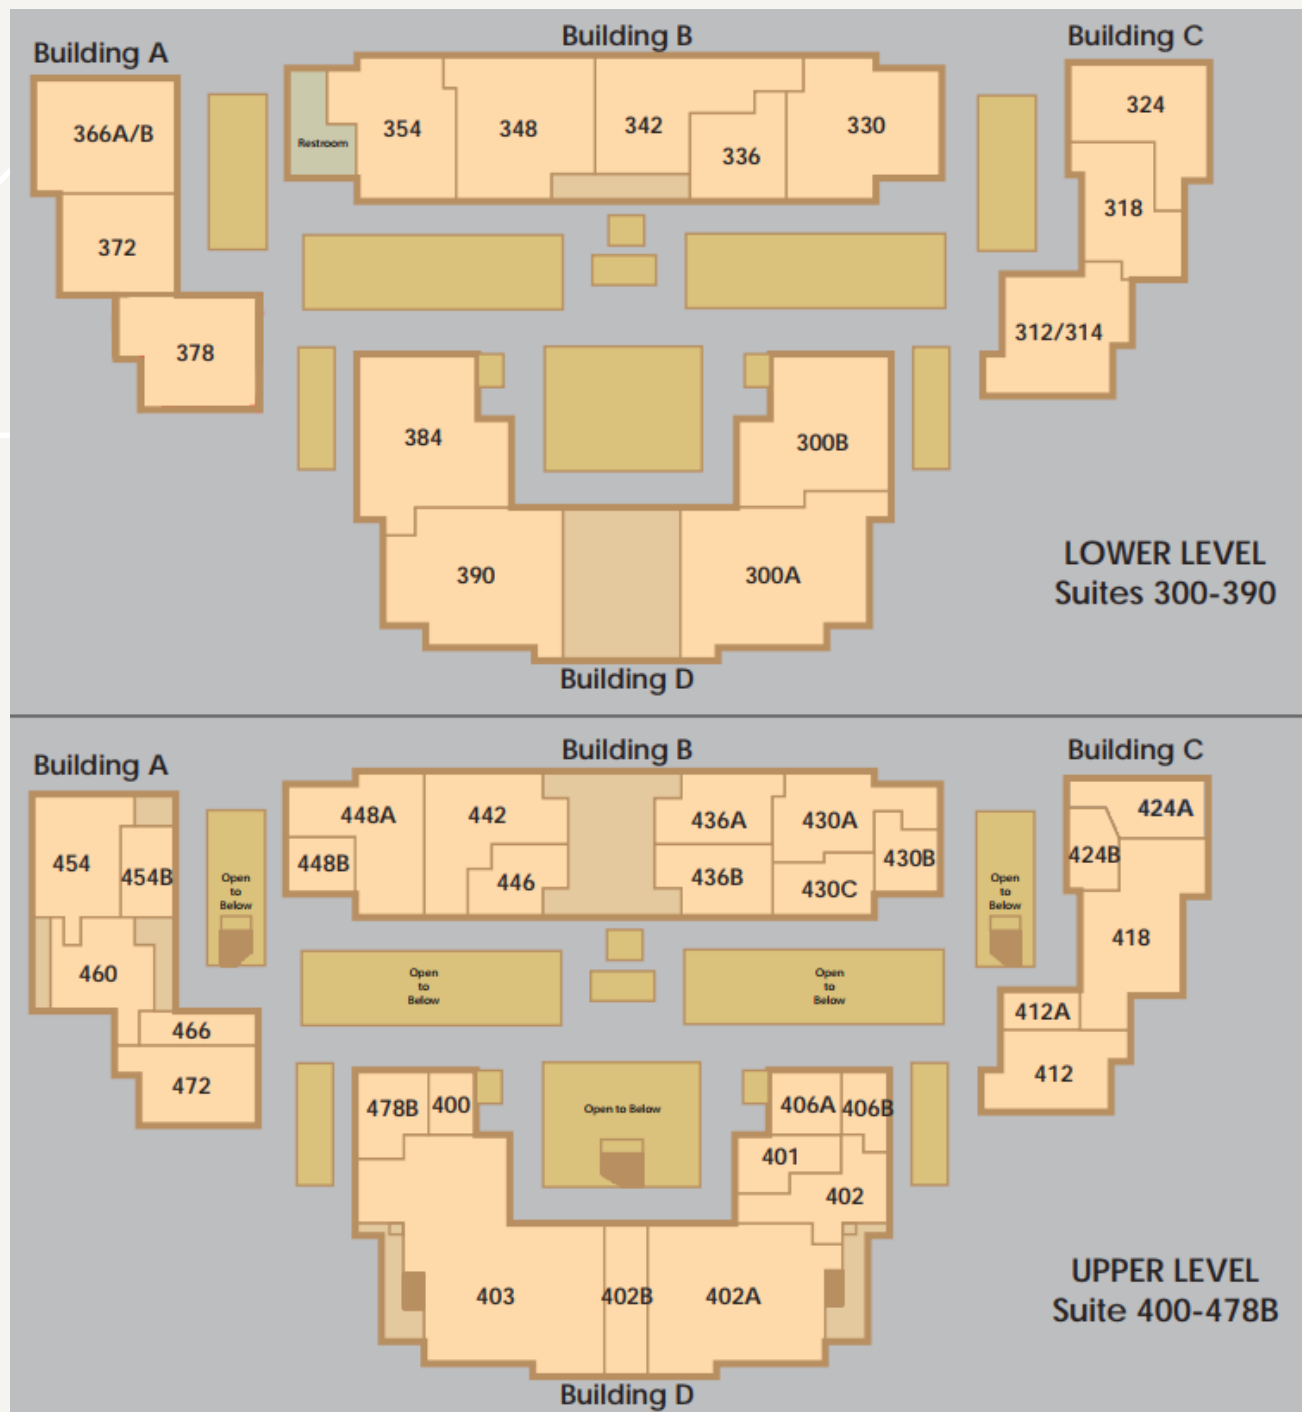 Building A
Building B
Building C
366A/B
372
378
Restroom
354
348
342
336
330
324
318
312/314
384
390
300B
300A
LOWER LEVEL
Suites 300-390
Building D
Building A
Building B
Building C
454
454B
460
466
472
Open
to
Below
448A
448B
442
446
436A
436B
430A
430B
430C
Open
to
Below
424A
424B
418
412A
412
Open
to
Below
Open
to
Below
478B
400
Open to Below
406A
406B
401
402
403
402B
402A
UPPER LEVEL
Suite 400-478B
Building D